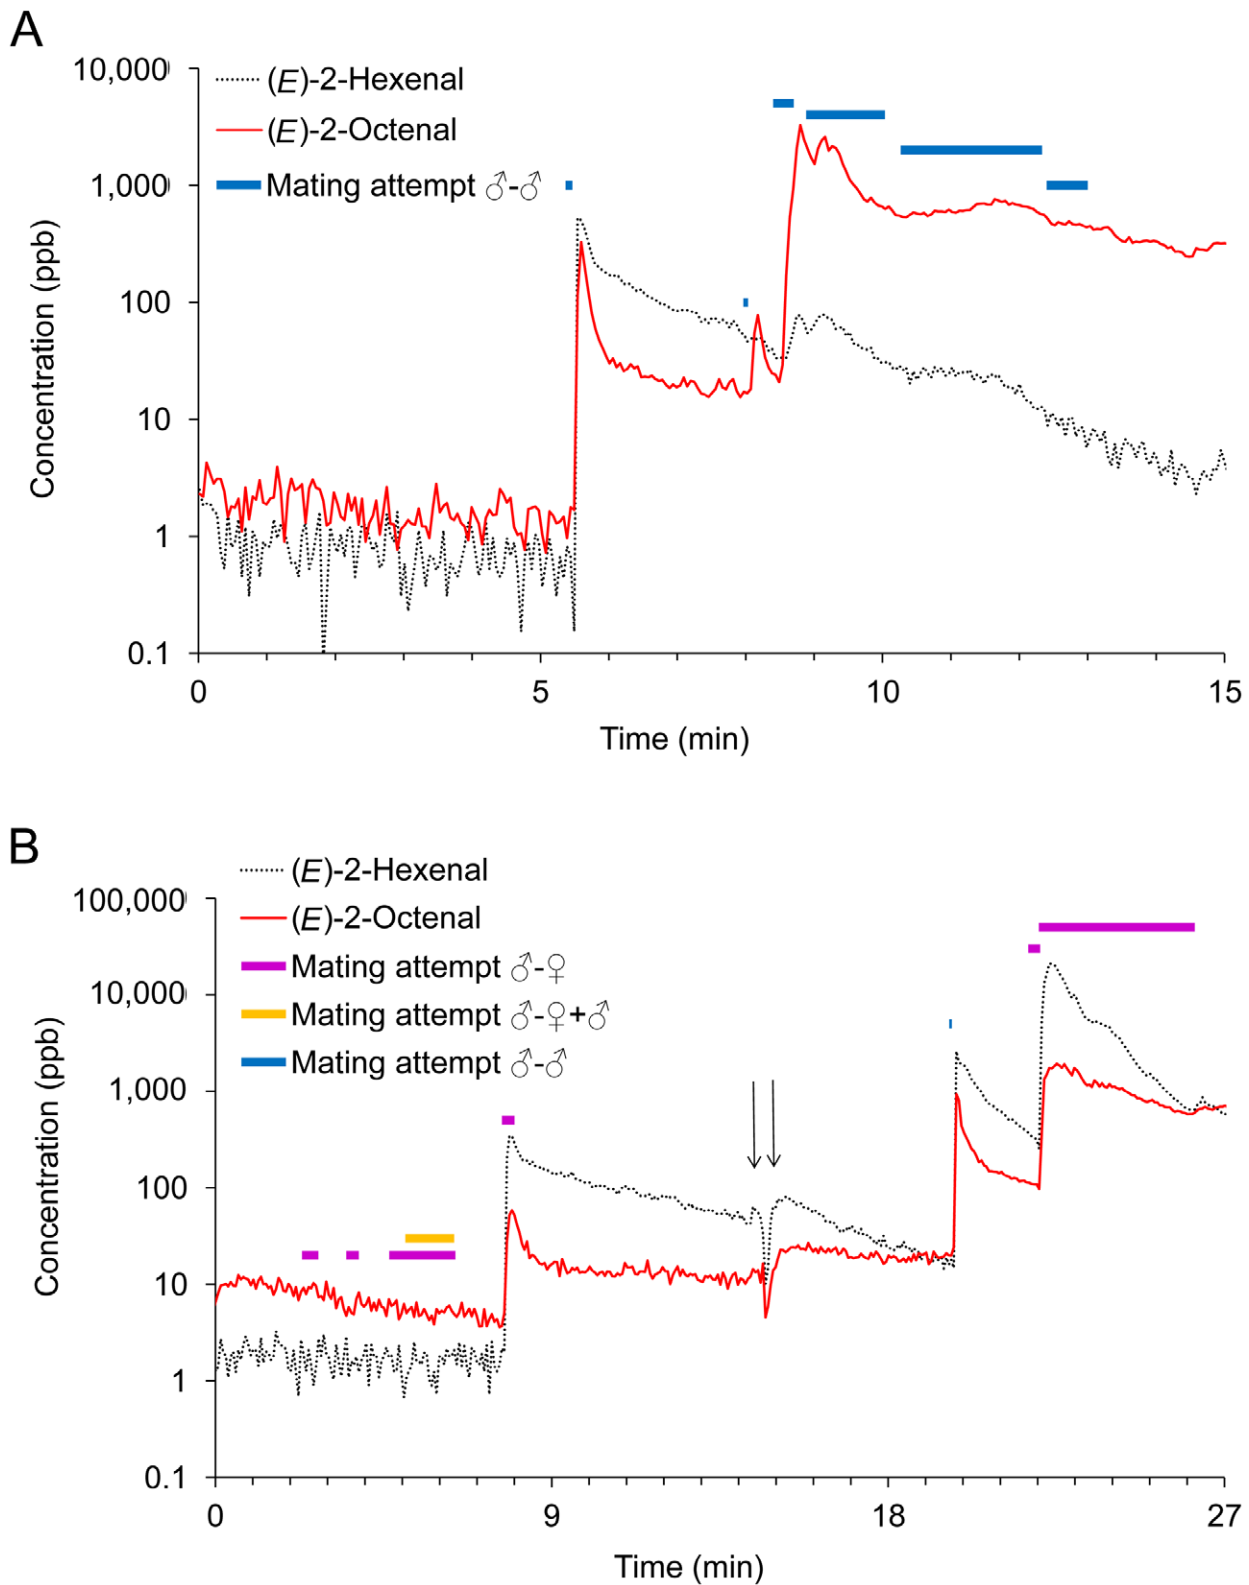 A
10,000
(E)-2-Hexenal
(E)-2-Octenal
1,000
Mating attempt ♂-♂
100
10
1
0.1
Concentration (ppb)
0 5 10 15
Time (min)
B
(E)-2-Hexenal
100,000
(E)-2-Octenal
Mating attempt ♂-♀
10,000
Mating attempt ♂-♀+♂
Mating attempt ♂-♂
1,000
100
10
1
0.1
Concentration (ppb)
0 9 18 27
Time (min)